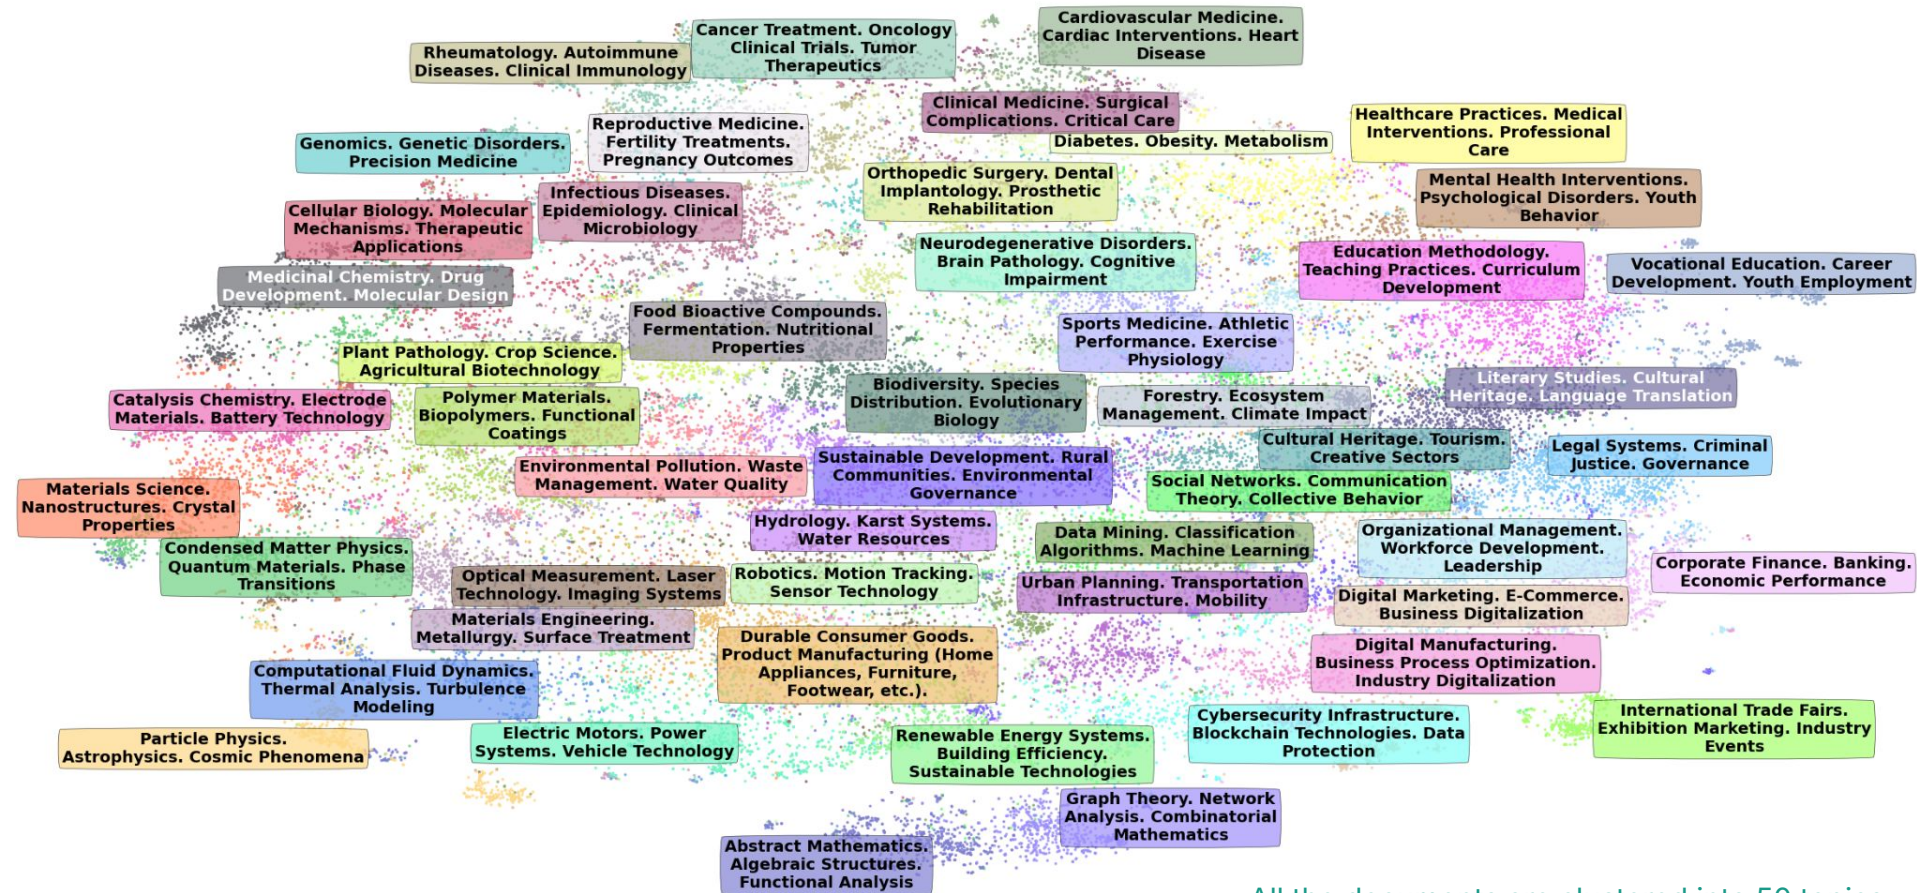 Cardiovascular Medicine.
Cardiac Interventions. Heart
Disease
Cancer Treatment. Oncology
Clinical Trials. Tumor
Therapeutics
Rheumatology. Autoimmune
Diseases. Clinical Immunology
Clinical Medicine. Surgical
Complications. Critical Care
Healthcare Practices. Medical
Interventions. Professional
Care
Reproductive Medicine.
Fertility Treatments.
Pregnancy Outcomes
Diabetes. Obesity. Metabolism
Genomics. Genetic Disorders.
Precision Medicine
Orthopedic Surgery. Dental
Implantology. Prosthetic
Rehabilitation
Mental Health Interventions.
Psychological Disorders. Youth
Behavior
Infectious Diseases.
Epidemiology. Clinical
Microbiology
Cellular Biology. Molecular
Mechanisms. Therapeutic
Applications
Neurodegenerative Disorders.
Brain Pathology. Cognitive
Impairment
Education Methodology.
Teaching Practices. Curriculum
Development
Vocational Education. Career
Development. Youth Employment
Medicinal Chemistry. Drug
Development. Molecular Design
Food Bioactive Compounds.
Fermentation. Nutritional
Properties
Sports Medicine. Athletic
Performance. Exercise
Physiology
Plant Pathology. Crop Science.
Agricultural Biotechnology
Literary Studies. Cultural
Heritage. Language Translation
Biodiversity. Species
Distribution. Evolutionary
Biology
Forestry. Ecosystem
Management. Climate Impact
Catalysis Chemistry. Electrode
Materials. Battery Technology
Polymer Materials.
Biopolymers. Functional
Coatings
Cultural Heritage. Tourism.
Creative Sectors
Legal Systems. Criminal
Justice. Governance
Sustainable Development. Rural
Communities. Environmental
Governance
Environmental Pollution. Waste
Management. Water Quality
Social Networks. Communication
Theory. Collective Behavior
Materials Science.
Nanostructures. Crystal
Properties
Hydrology. Karst Systems.
Water Resources
Data Mining. Classification
Algorithms. Machine Learning
Organizational Management.
Workforce Development.
Leadership
Condensed Matter Physics.
Quantum Materials. Phase
Transitions
Corporate Finance. Banking.
Economic Performance
Optical Measurement. Laser
Technology. Imaging Systems
Robotics. Motion Tracking.
Sensor Technology
Urban Planning. Transportation
Infrastructure. Mobility
Digital Marketing. E-Commerce.
Business Digitalization
Materials Engineering.
Metallurgy. Surface Treatment
Durable Consumer Goods.
Product Manufacturing (Home
Appliances, Furniture,
Footwear, etc.).
Digital Manufacturing.
Business Process Optimization.
Industry Digitalization
Computational Fluid Dynamics.
Thermal Analysis. Turbulence
Modeling
International Trade Fairs.
Exhibition Marketing. Industry
Events
Cybersecurity Infrastructure.
Blockchain Technologies. Data
Protection
Electric Motors. Power
Systems. Vehicle Technology
Renewable Energy Systems.
Building Efficiency.
Sustainable Technologies
Particle Physics.
Astrophysics. Cosmic Phenomena
Graph Theory. Network
Analysis. Combinatorial
Mathematics
Abstract Mathematics.
Algebraic Structures.
Functional Analysis
All the documents
clustered into 50 topics